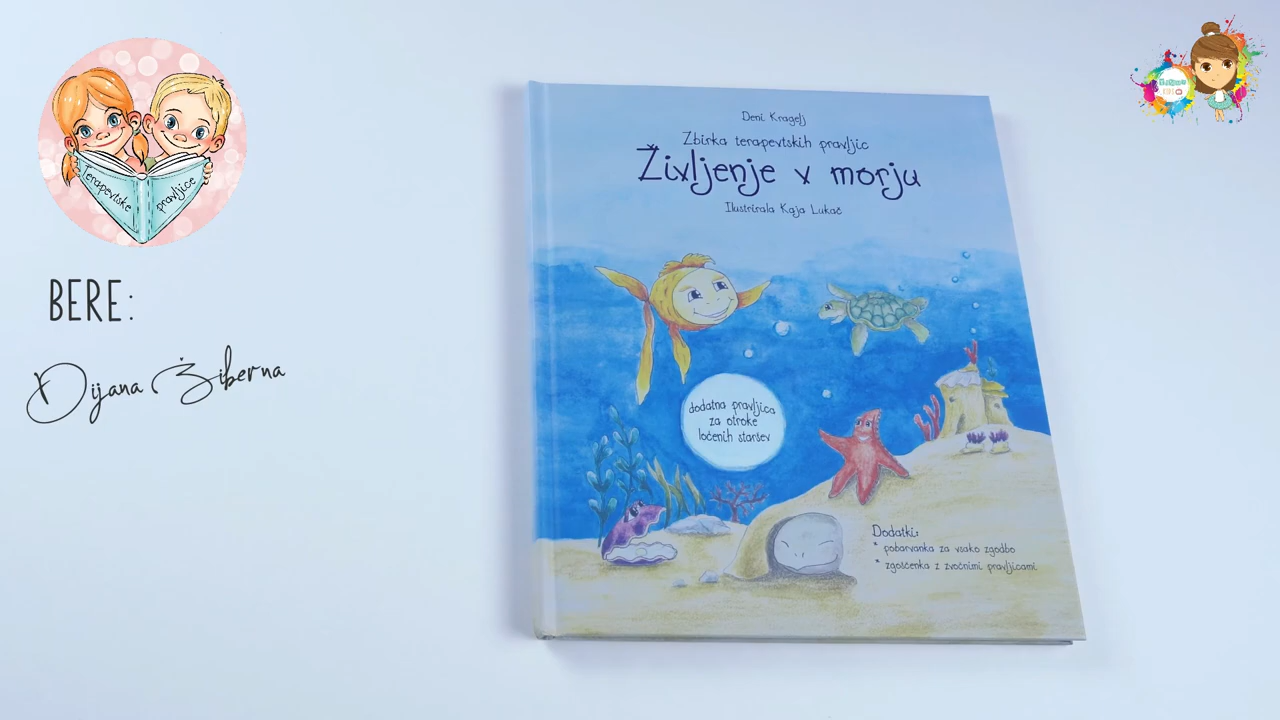 Terapevtske
pravljice
BERE:
Dijana Žiberna
Deni Kragelj
Zbirka terapevtskih pravljic
Življenje v morju
Ilustrirala Kaja Lukač
dodatna pravljica
za otroke
ločenih staršev
Dodatki:
* pobarvanka za vsako zgodbo
* zgoščenka z zvočnimi pravljicami